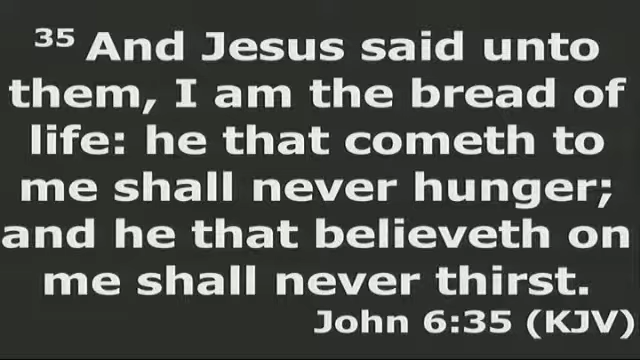 35 And Jesus said unto
them, I am the bread of
life: he that cometh to
me shall never hunger;
and he that believeth on
me shall never thirst.
John 6:35 (KJV)